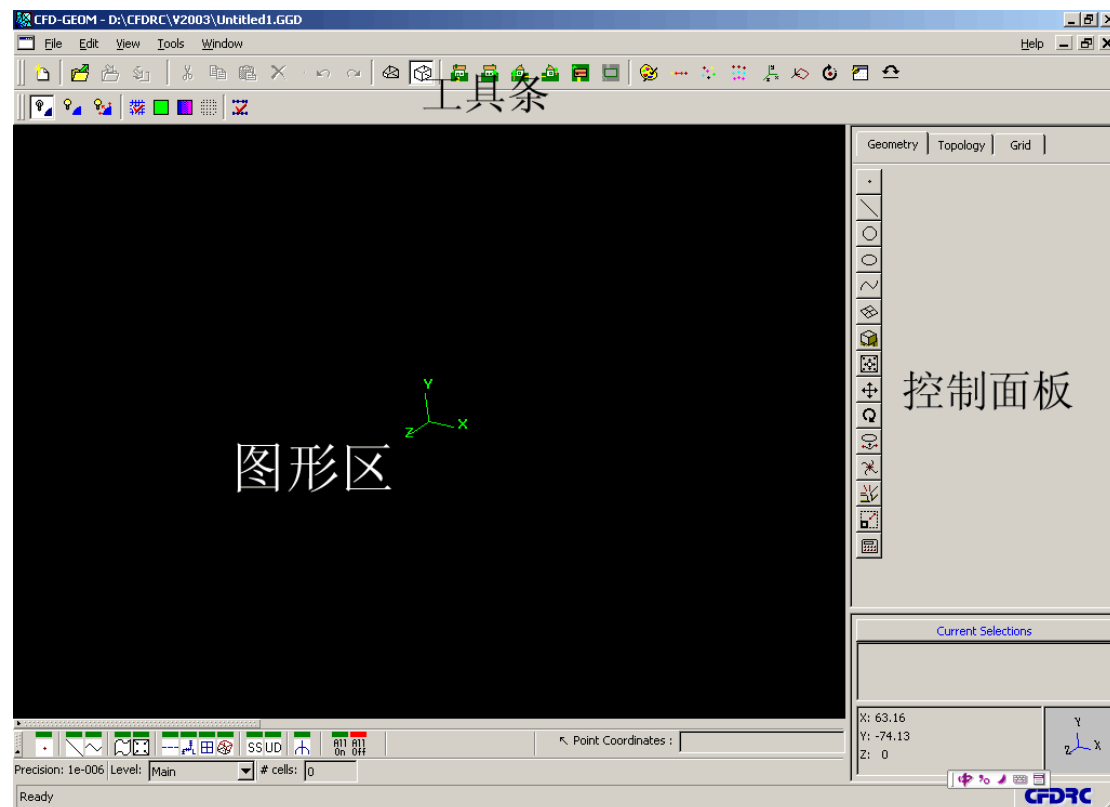 CFD-GEOM - D:\CFDRC\V2003\Untitled1.GGD
File Edit View Tools Window Help
工具条
Geometry Topology Grid
Y
X
Z
图形区
控制面板
Current Selections
SS UD All On All Off
Point Coordinates :
X: 63.16
Y: -74.13
Z: 0
Y
Z X
Precision: 1e-006 Level: Main # cells: 0
中
Ready
CFDRC